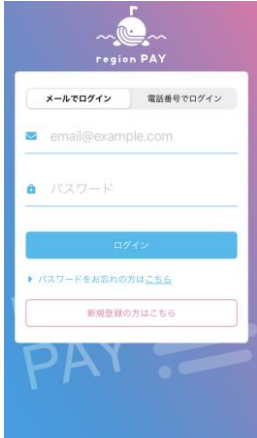 region PAY
メールでログイン
電話番号でログイン
email@example.com
パスワード
ログイン
パスワードをお忘れの方はこちら
新規登録の方はこちら
PAY